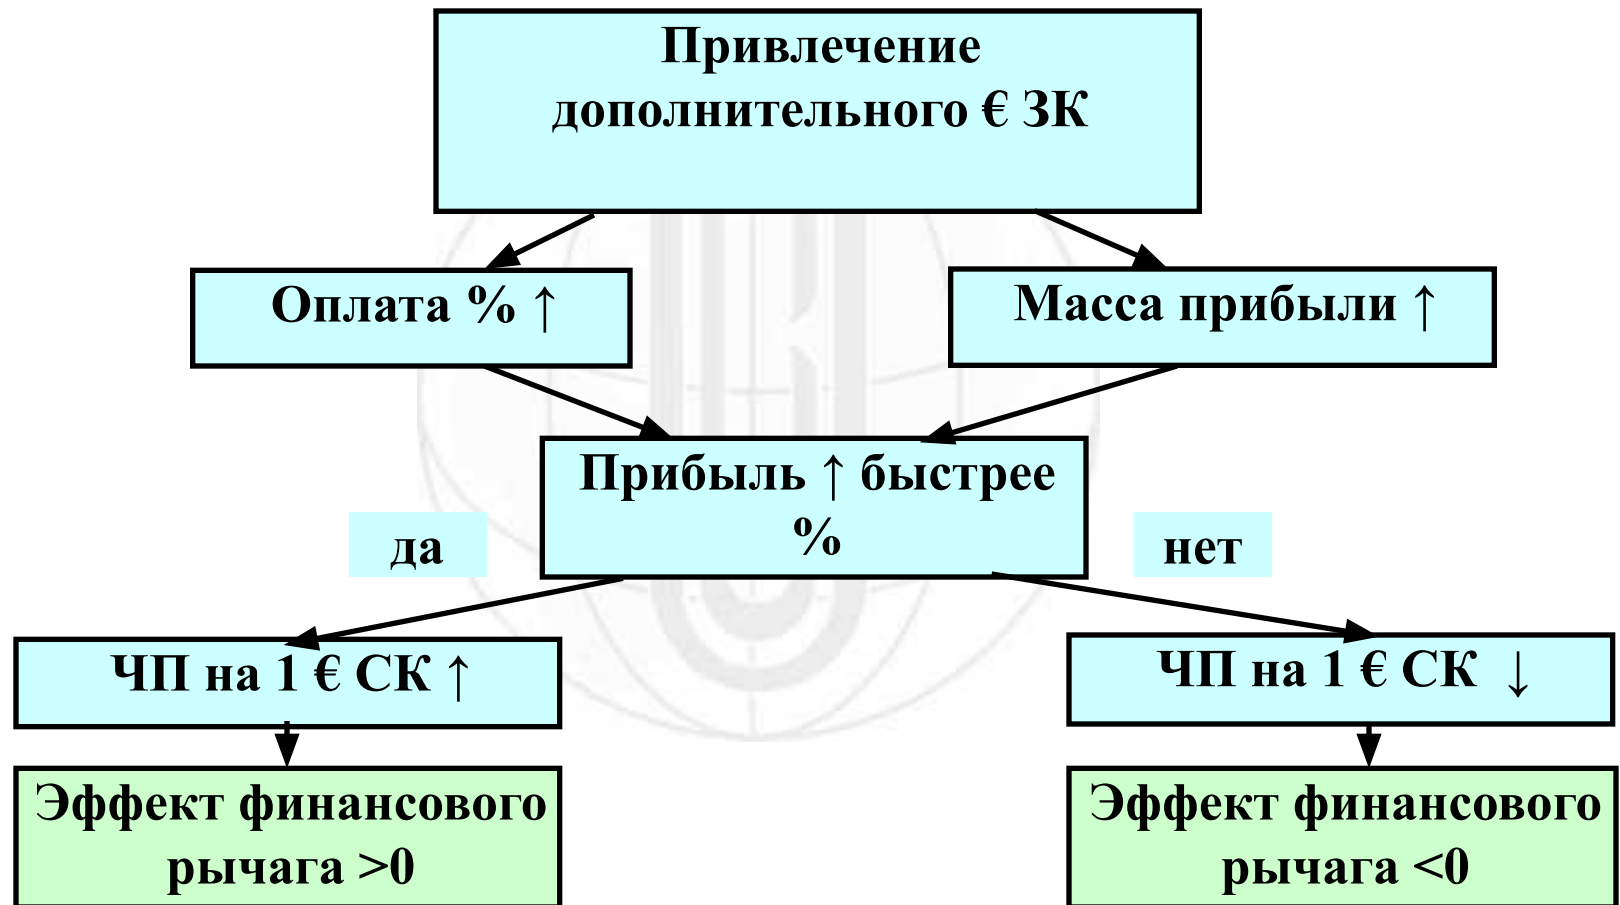 Привлечение
дополнительного € ЗК
Оплата % ↑
Масса прибыли ↑
Прибыль ↑ быстрее
%
да
нет
ЧП на 1 € СК ↑
ЧП на 1 € СК ↓
Эффект финансового
рычага >0
Эффект финансового
рычага <0